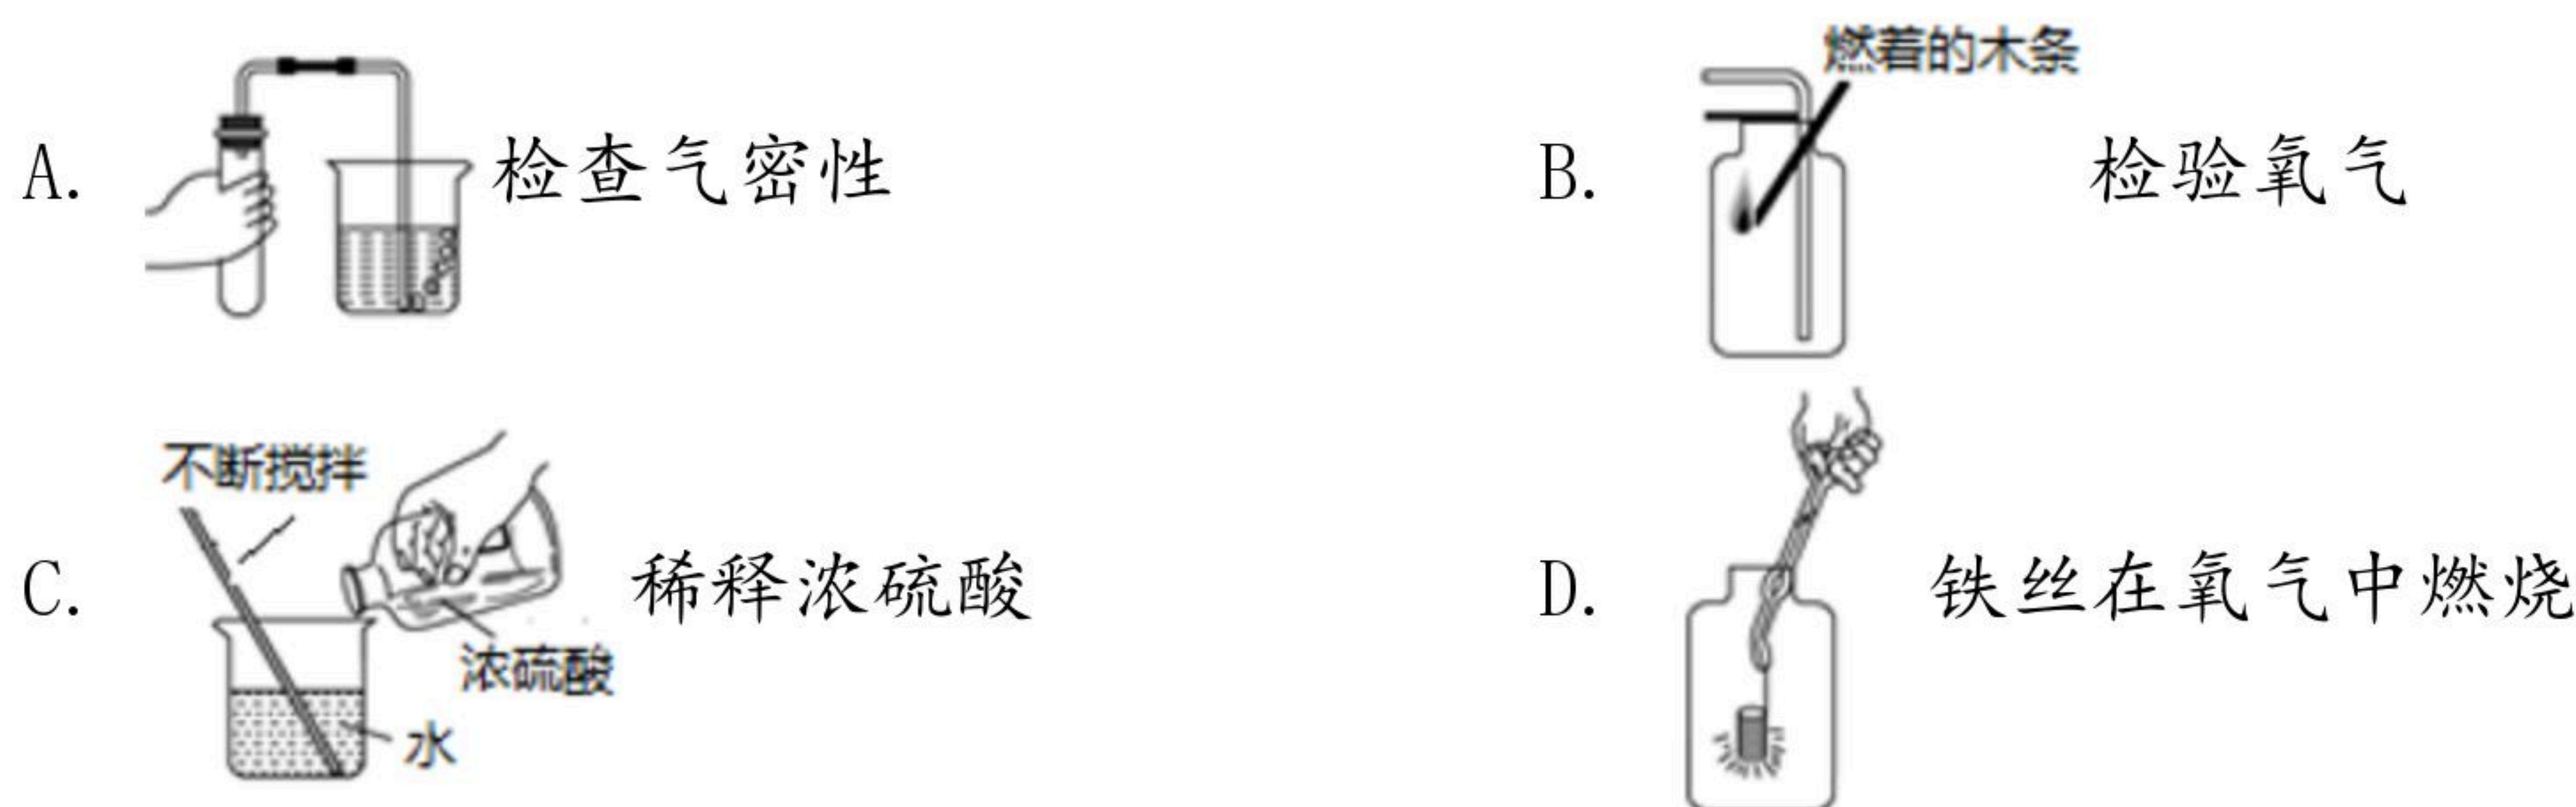 燃着的木条
A. 检查气密性
B. 检验氧气
不断搅拌
C. 稀释浓硫酸
浓硫酸
水
D. 铁丝在氧气中燃烧